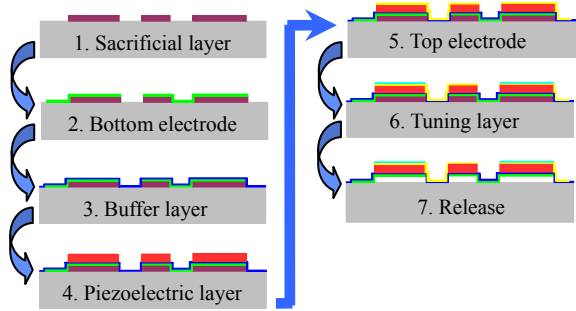 1. Sacrificial layer
2. Bottom electrode
3. Buffer layer
4. Piezoelectric layer
5. Top electrode
6. Tuning layer
7. Release